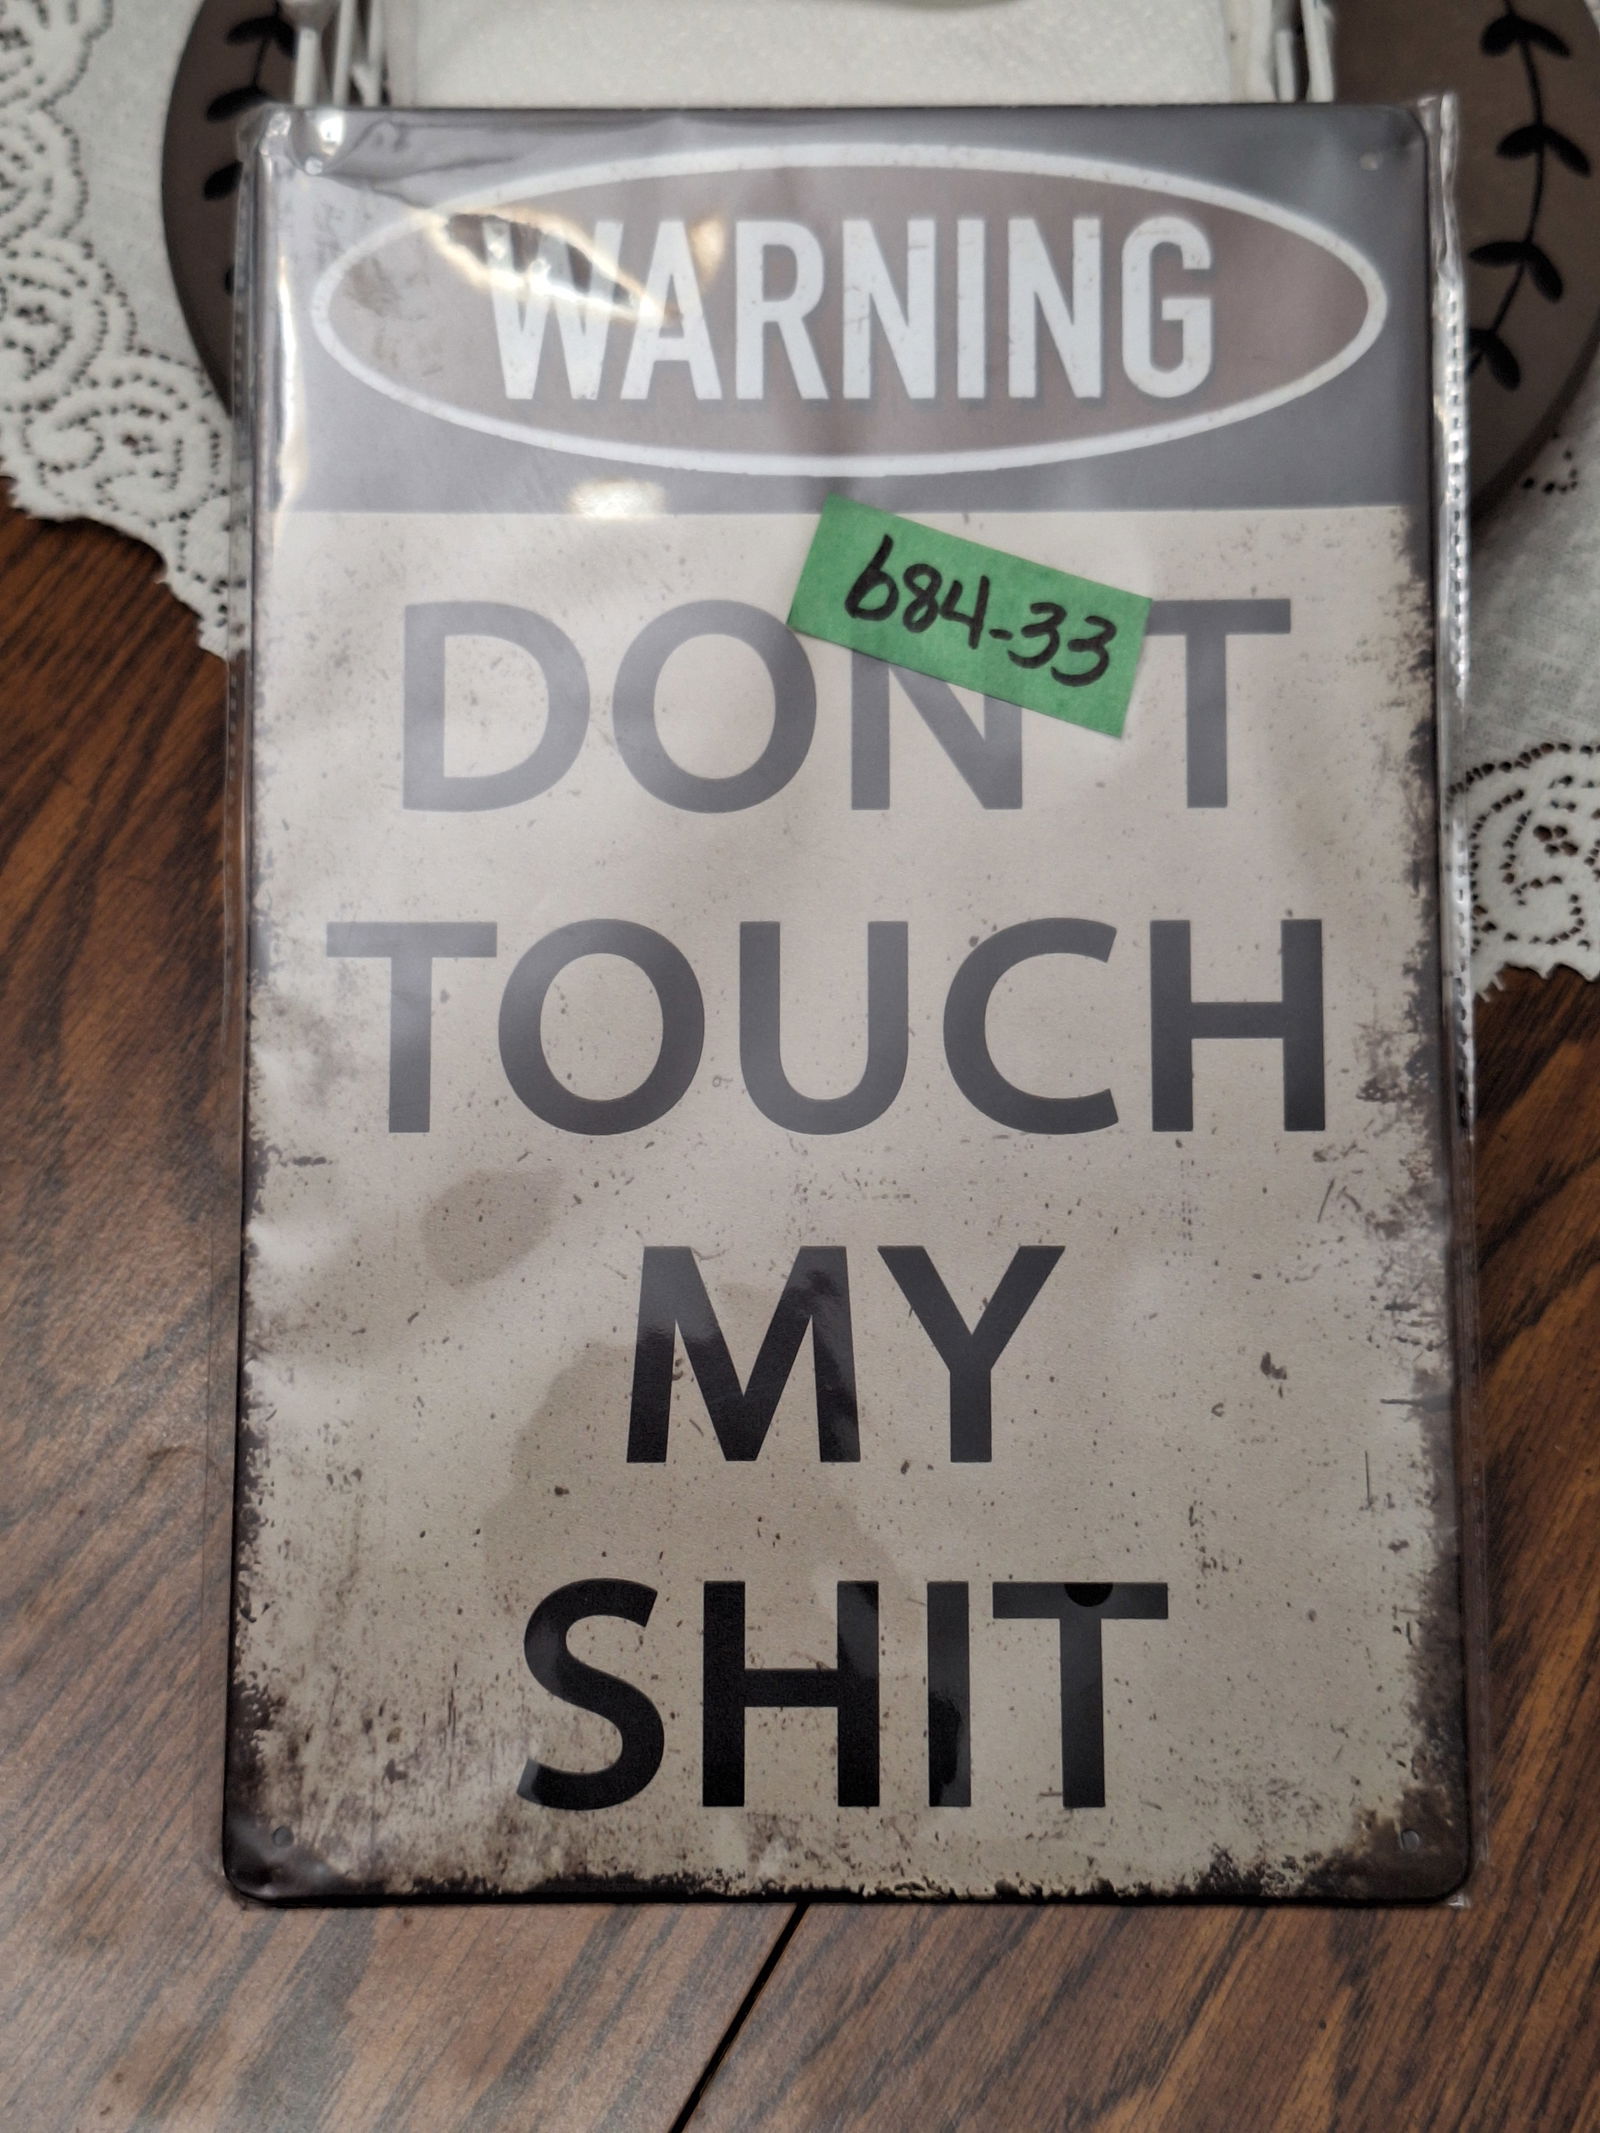 WARNING
684-33
DON'T
TOUCH
MY
SHIT